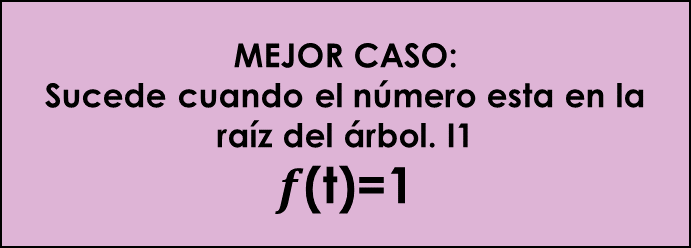 MEJOR CASO:
Sucede cuando el número esta en la
raíz del árbol. I1
f(t)=1